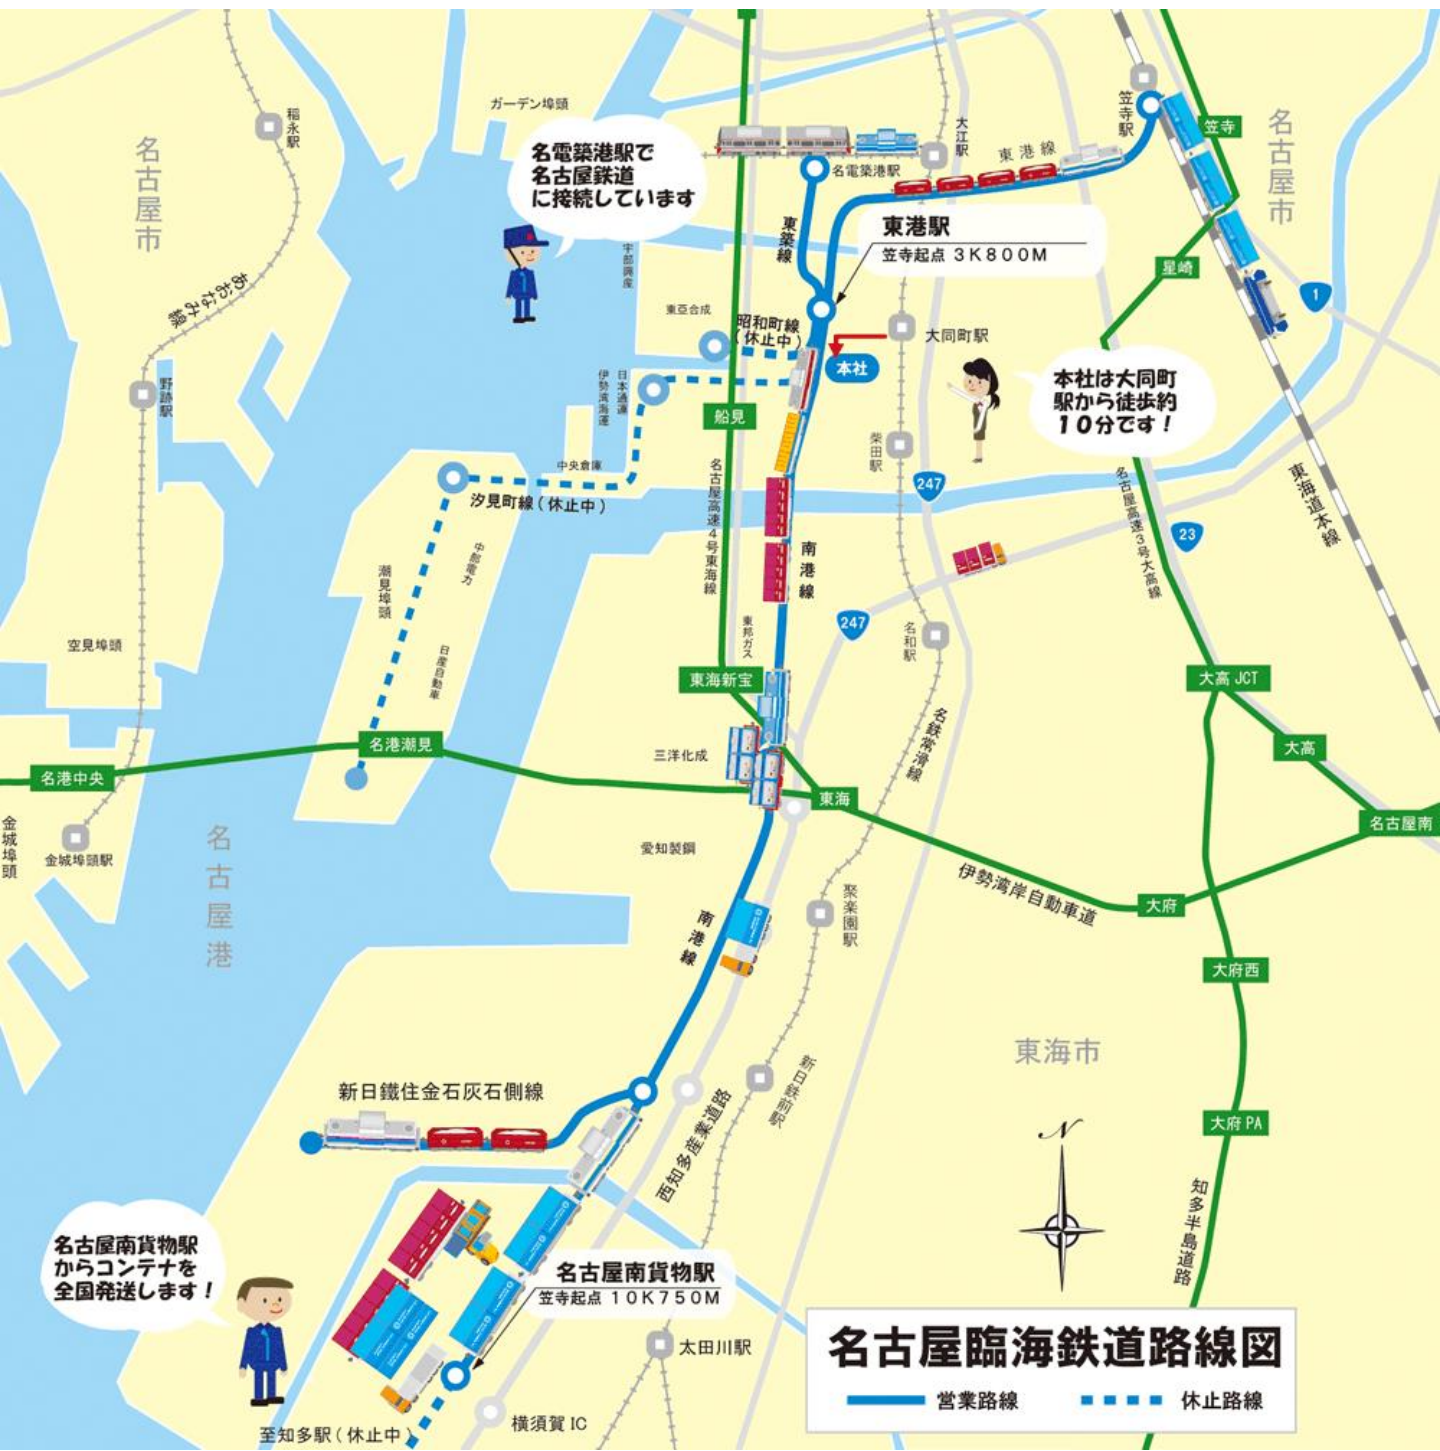 ガーデン埠頭
稲永駅
名古屋市
名電築港駅で
名古屋鉄道
に接続しています
大江駅
東港線
笠寺駅
笠寺
名古屋市
名電築港駅
東築線
東港駅
笠寺起点 3K800M
宇部興産
東亞合成
昭和町線
(休止中)
星崎
1
あおなみ線
大同町駅
本社
本社は大同町
駅から徒歩約
10分です!
野跡駅
日本通運
伊勢湾海運
船見
柴田駅
中央倉庫
汐見町線(休止中)
247
名古屋高速4号東海線
名古屋高速3号大高線
東海道本線
23
中部電力
潮見埠頭
南港線
247
東邦ガス
名和駅
空見埠頭
日産自動車
東海新宝
大高 JCT
名鉄常滑線
名港潮見
三洋化成
大高
名港中央
東海
名古屋南
金城埠頭
金城埠頭駅
名古屋港
愛知製鋼
伊勢湾岸自動車道
大府
聚楽園駅
南港線
大府西
東海市
新日鉄前駅
新日鐵住金石灰石側線
西知多産業道路
大府 PA
N
知多半島道路
名古屋南貨物駅
からコンテナを
全国発送します!
名古屋南貨物駅
笠寺起点 10K750M
太田川駅
名古屋臨海鉄道路線図
営業路線
休止路線
横須賀 IC
至知多駅(休止中)